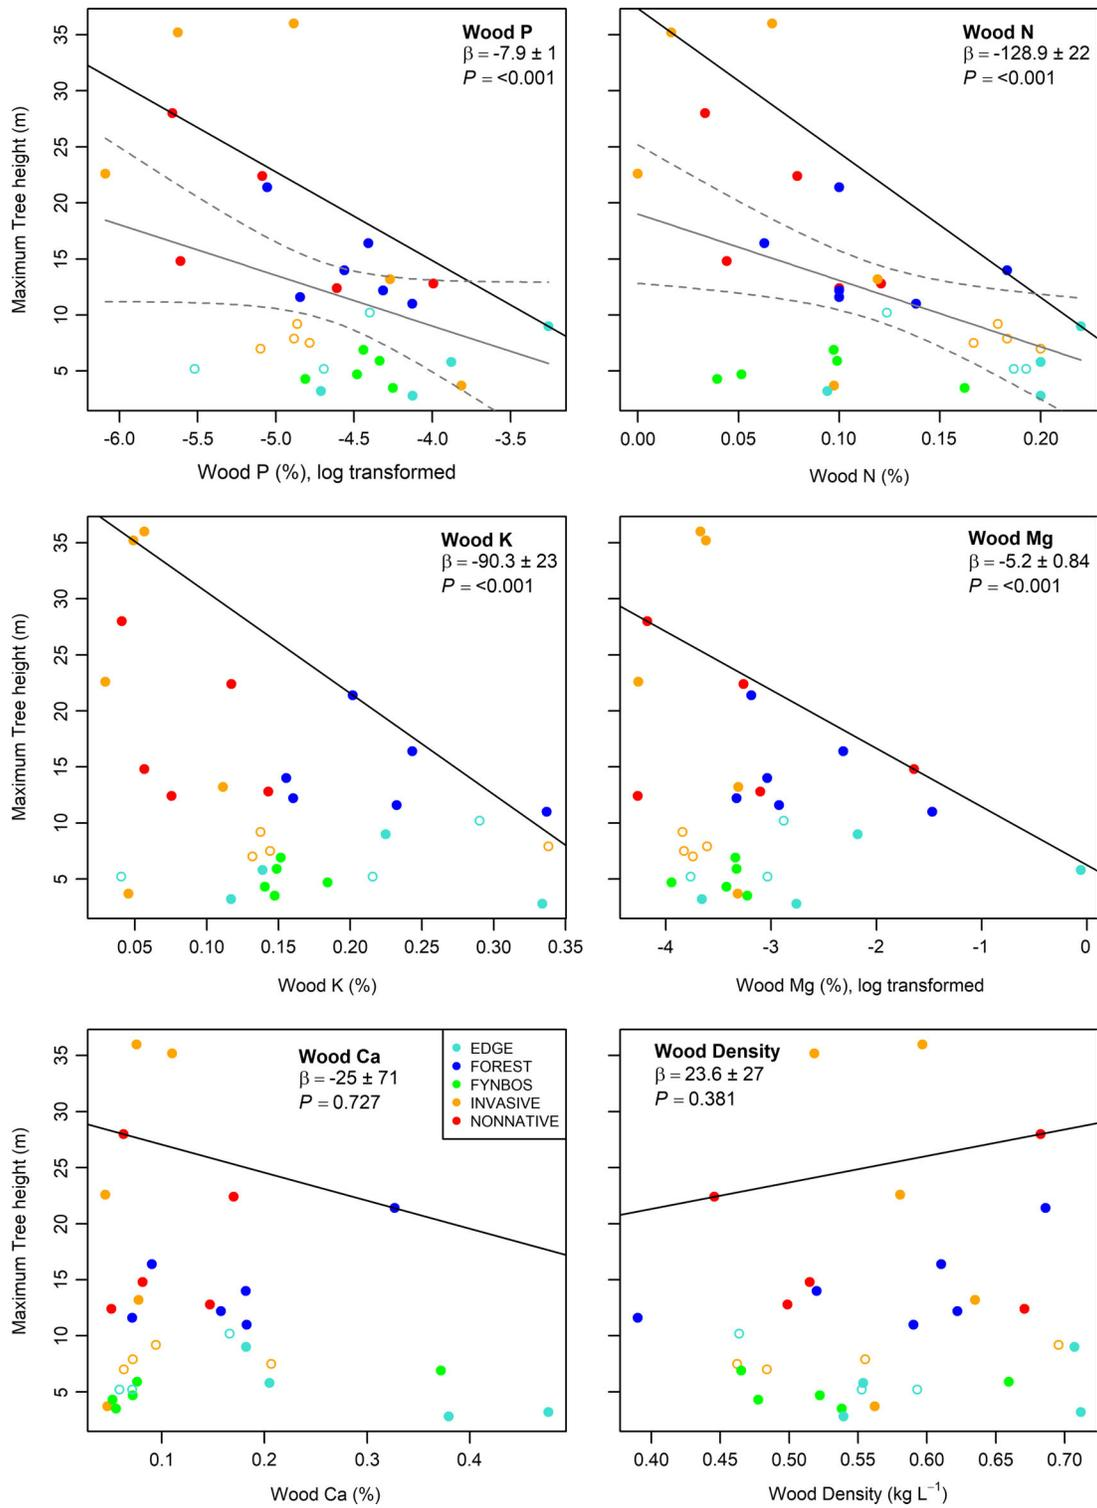 Wood P
β = -7.9 ± 1
P = <0.001
Maximum Tree height (m)
35
30
25
20
15
10
5
-6.0 -5.5 -5.0 -4.5 -4.0 -3.5
Wood P (%), log transformed
Wood N
β = -128.9 ± 22
P = <0.001
0.00 0.05 0.10 0.15 0.20
Wood N (%)
Wood K
β = -90.3 ± 23
P = <0.001
Maximum Tree height (m)
35
30
25
20
15
10
5
0.05 0.10 0.15 0.20 0.25 0.30 0.35
Wood K (%)
Wood Mg
β = -5.2 ± 0.84
P = <0.001
-4 -3 -2 -1 0
Wood Mg (%), log transformed
Wood Ca
β = -25 ± 71
P = 0.727
EDGE
FOREST
FYNBOS
INVASIVE
NONNATIVE
Maximum Tree height (m)
35
30
25
20
15
10
5
0.1 0.2 0.3 0.4
Wood Ca (%)
Wood Density
β = 23.6 ± 27
P = 0.381
0.40 0.45 0.50 0.55 0.60 0.65 0.70
Wood Density (kg L⁻¹)